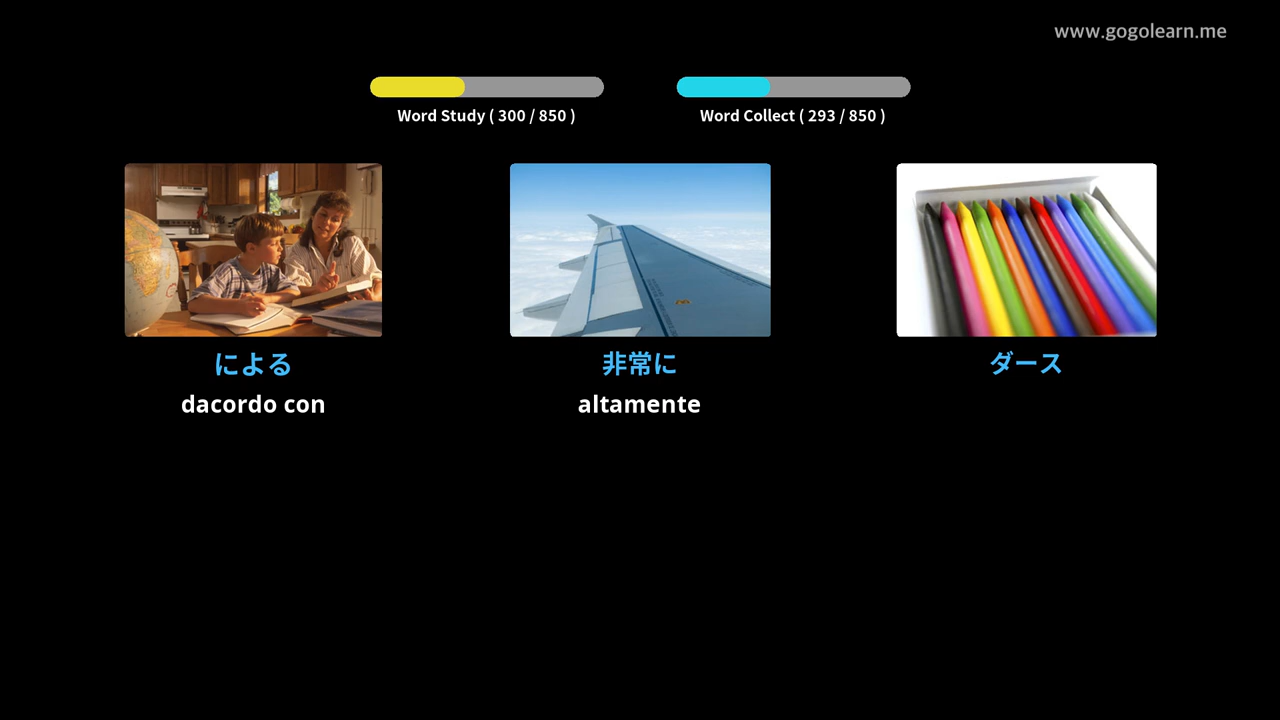 www.gogolearn.me
Word Study ( 300 / 850 )
Word Collect ( 293 / 850 )
による
非常に
ダース
dacordo con
altamente